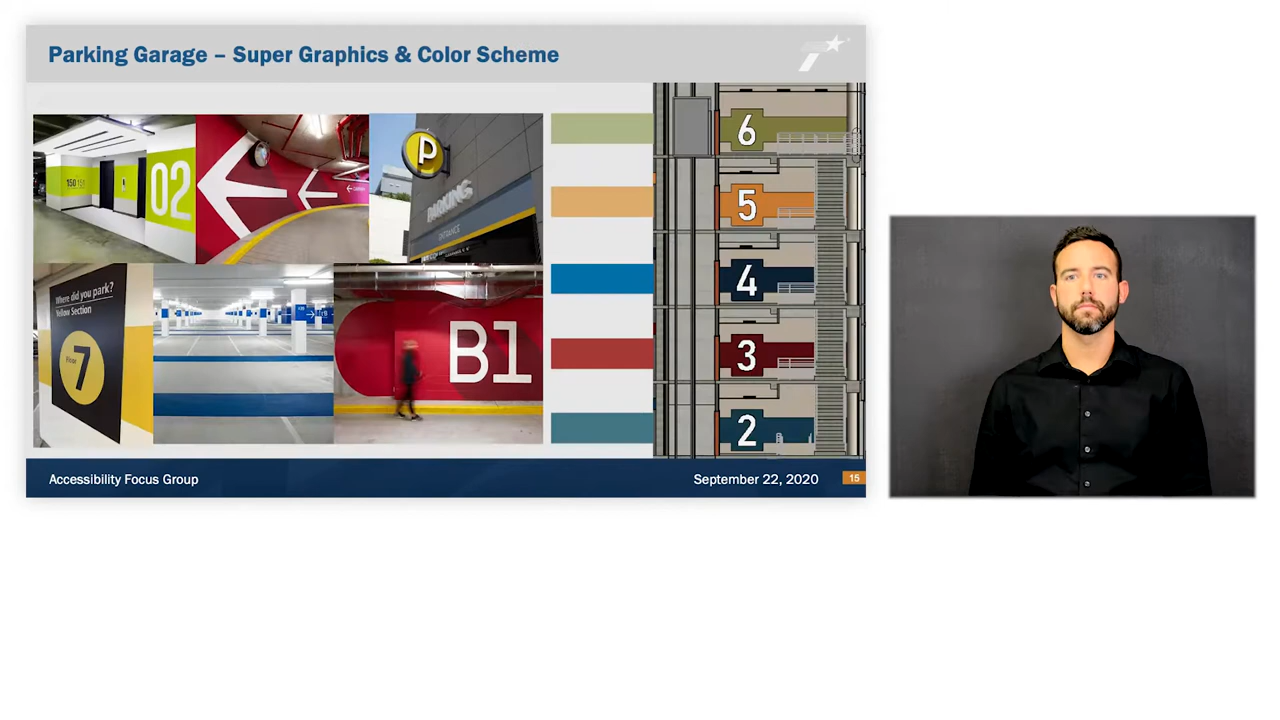 Parking Garage – Super Graphics & Color Scheme
02
P
PARKING
ENTRANCE
Where did you park?
Yellow Section
7
B1
6
5
4
3
2
Accessibility Focus Group
September 22, 2020
15